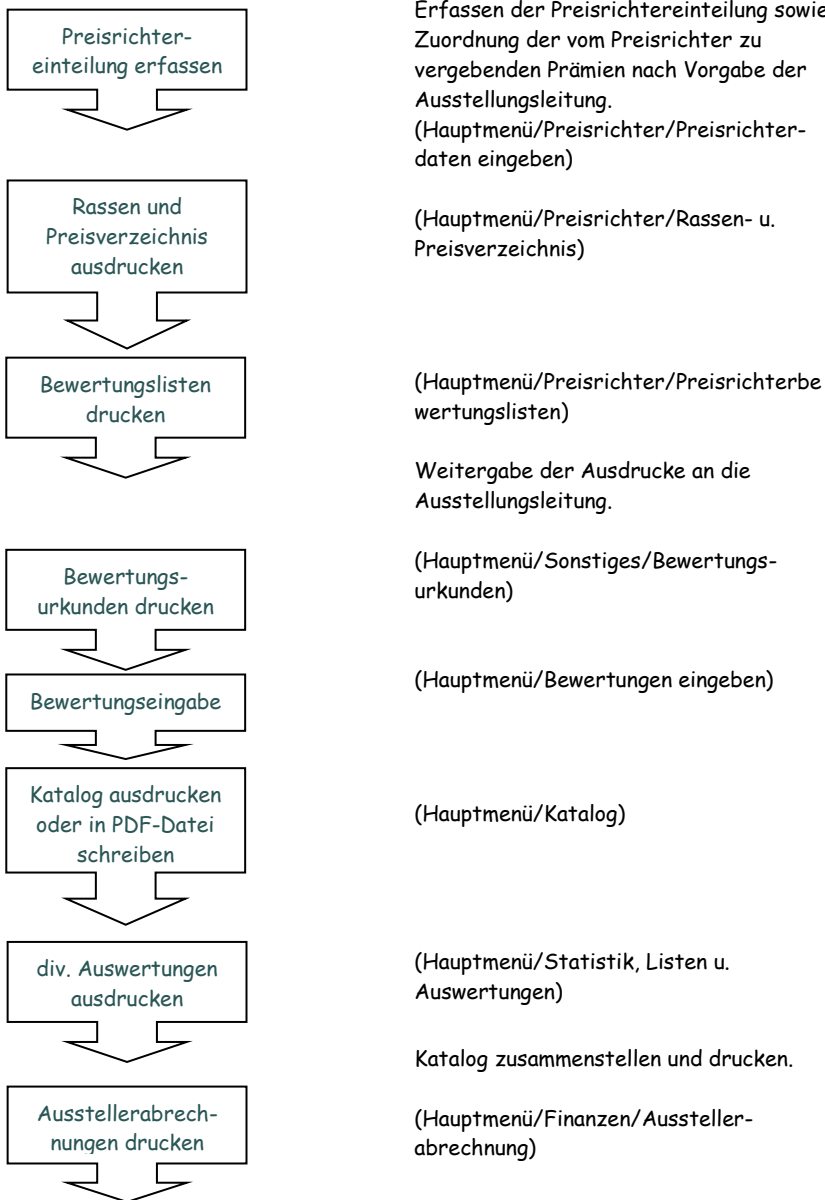 Preisrichter-
einteilung erfassen
Erfassen der Preisrichtereinteilung sowie
Zuordnung der vom Preisrichter zu
vergebenden Prämien nach Vorgabe der
Ausstellungsleitung.
(Hauptmenü/Preisrichter/Preisrichter-
daten eingeben)
Rassen und
Preisverzeichnis
ausdrucken
(Hauptmenü/Preisrichter/Rassen- u.
Preisverzeichnis)
Bewertungslisten
drucken
(Hauptmenü/Preisrichter/Preisrichterbe
wertungslisten)
Weitergabe der Ausdrucke an die
Ausstellungsleitung.
Bewertungs-
urkunden drucken
(Hauptmenü/Sonstiges/Bewertungs-
urkunden)
Bewertungseingabe
(Hauptmenü/Bewertungen eingeben)
Katalog ausdrucken
oder in PDF-Datei
schreiben
(Hauptmenü/Katalog)
div. Auswertungen
ausdrucken
(Hauptmenü/Statistik, Listen u.
Auswertungen)
Katalog zusammenstellen und drucken.
Ausstellerabrech-
nungen drucken
(Hauptmenü/Finanzen/Aussteller-
abrechnung)